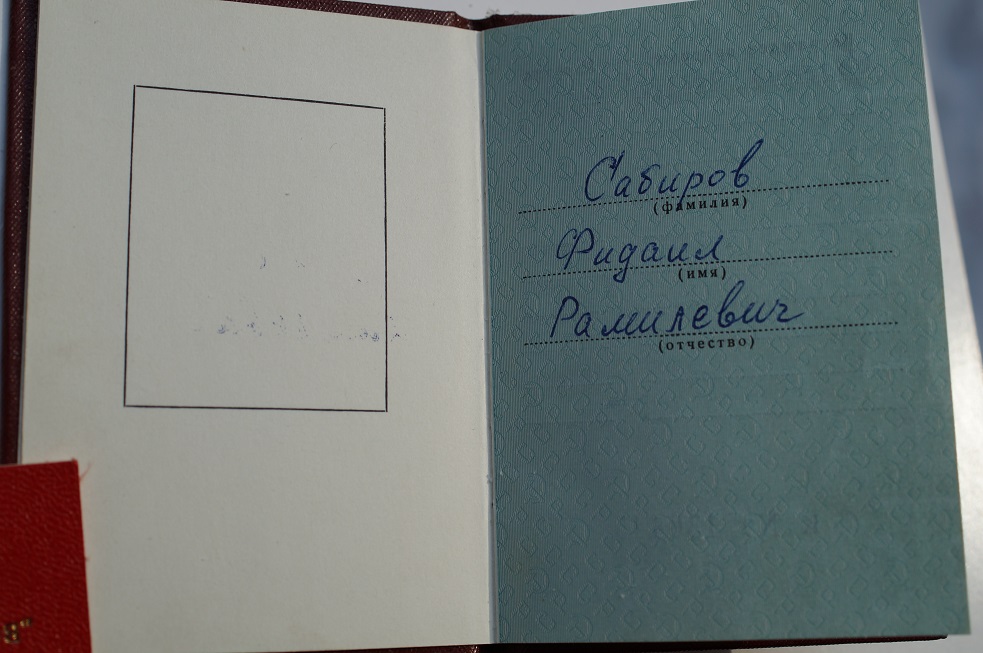 Сабиров
(фамилия)
Фидаил
(имя)
Рамилевич
(отчество)